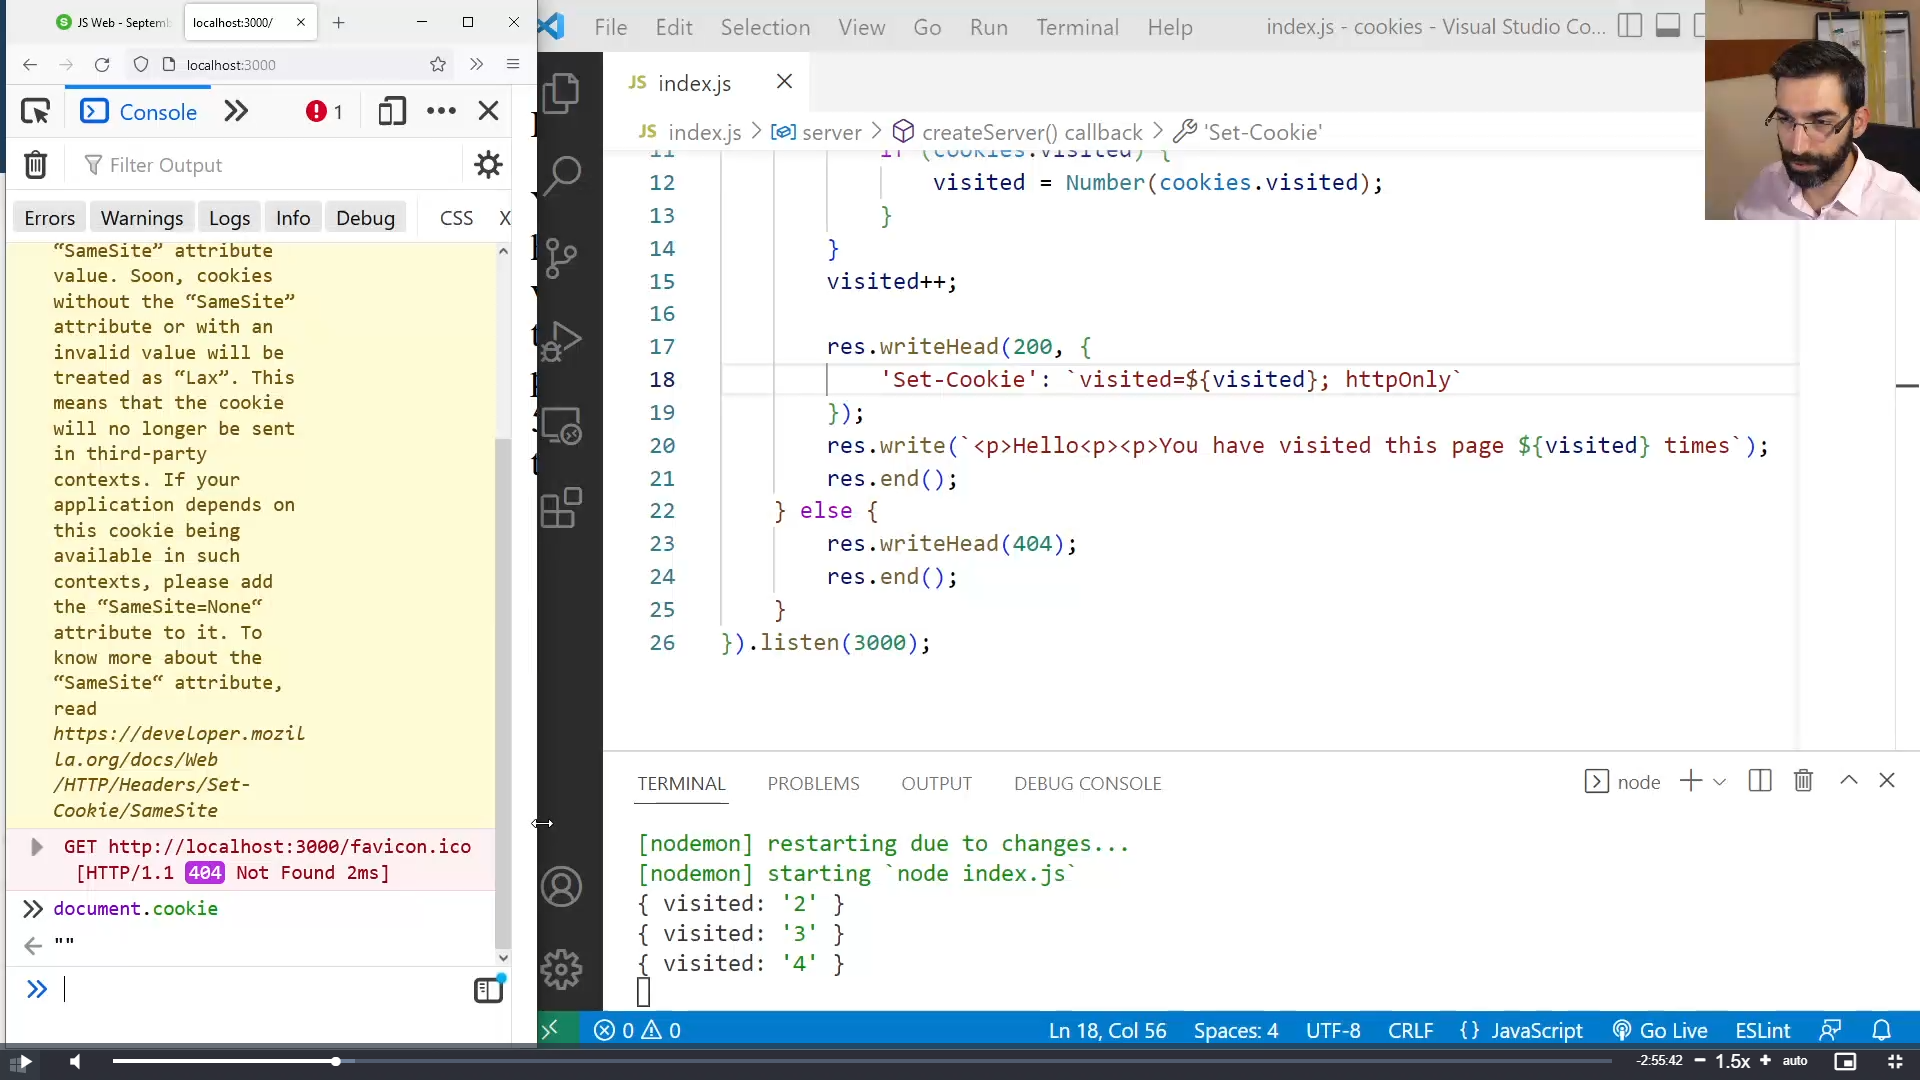 JS Web - Septem
localhost:3000/
File Edit Selection View Go Run Terminal Help
index.js - cookies - Visual Studio Co...
localhost:3000
JS index.js
Console
1
JS index.js > server > createServer() callback > 'Set-Cookie'
Filter Output
Errors Warnings Logs Info Debug CSS X
“SameSite” attribute
value. Soon, cookies
without the “SameSite”
attribute or with an
invalid value will be
treated as “Lax”. This
means that the cookie
will no longer be sent
in third-party
contexts. If your
application depends on
this cookie being
available in such
contexts, please add
the “SameSite=None“
attribute to it. To
know more about the
“SameSite“ attribute,
read
https://developer.mozil
la.org/docs/Web
/HTTP/Headers/Set-
Cookie/SameSite
GET http://localhost:3000/favicon.ico
[HTTP/1.1 404 Not Found 2ms]
document.cookie
""
11 if (cookies.visited) {
12 visited = Number(cookies.visited);
13 }
14 }
15 visited++;
16
17 res.writeHead(200, {
18 'Set-Cookie': `visited=${visited}; httpOnly`
19 });
20 res.write(`<p>Hello<p><p>You have visited this page ${visited} times`);
21 res.end();
22 } else {
23 res.writeHead(404);
24 res.end();
25 }
26 }).listen(3000);
TERMINAL PROBLEMS OUTPUT DEBUG CONSOLE
node
[nodemon] restarting due to changes...
[nodemon] starting `node index.js`
{ visited: '2' }
{ visited: '3' }
{ visited: '4' }
0 0
Ln 18, Col 56 Spaces: 4 UTF-8 CRLF {} JavaScript Go Live ESLint
-2:55:42 − 1.5x + auto